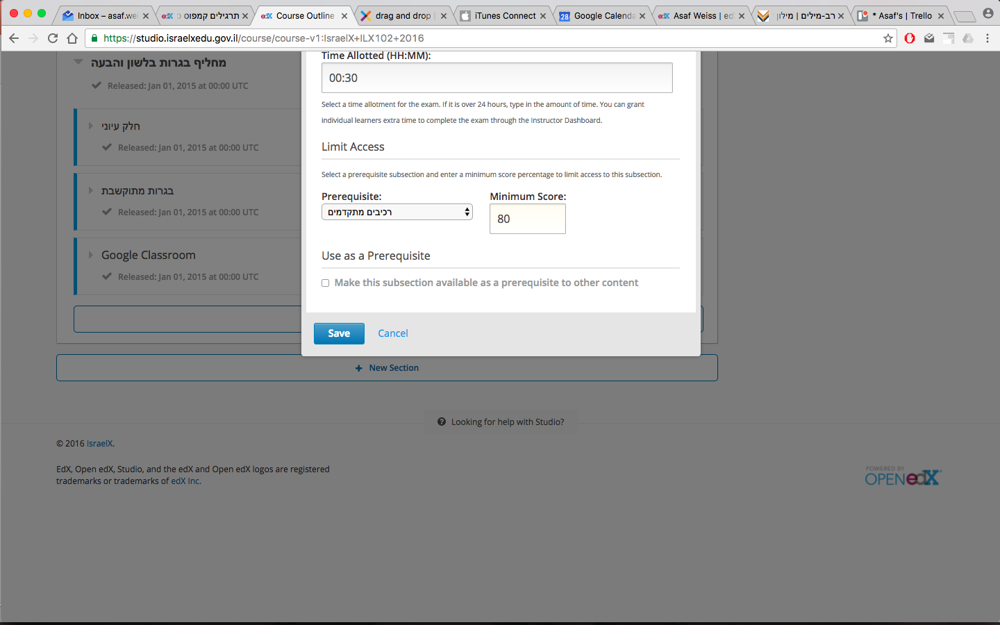 Inbox – asaf.wei
תרגילים קמפוס
Course Outline
drag and drop
iTunes Connect
28 Google Calenda
edX Asaf Weiss | ed
רב-מילים | מילון
* Asaf's | Trello
https://studio.israelxedu.gov.il/course/course-v1:IsraelX+ILX102+2016
מחליף בגרות בלשון והבעה
Released: Jan 01, 2015 at 00:00 UTC
חלק עיוני
Released: Jan 01, 2015 at 00:00 UTC
בגרות מתוקשבת
Released: Jan 01, 2015 at 00:00 UTC
Google Classroom
Released: Jan 01, 2015 at 00:00 UTC
Time Allotted (HH:MM):
00:30
Select a time allotment for the exam. If it is over 24 hours, type in the amount of time. You can grant
individual learners extra time to complete the exam through the Instructor Dashboard.
Limit Access
Select a prerequisite subsection and enter a minimum score percentage to limit access to this subsection.
Prerequisite: Minimum Score:
רכיבים מתקדמים 80
Use as a Prerequisite
Make this subsection available as a prerequisite to other content
Save Cancel
+ New Section
Looking for help with Studio?
© 2016 IsraelX.
EdX, Open edX, Studio, and the edX and Open edX logos are registered
trademarks or trademarks of edX Inc.
POWERED BY
OPEN edX